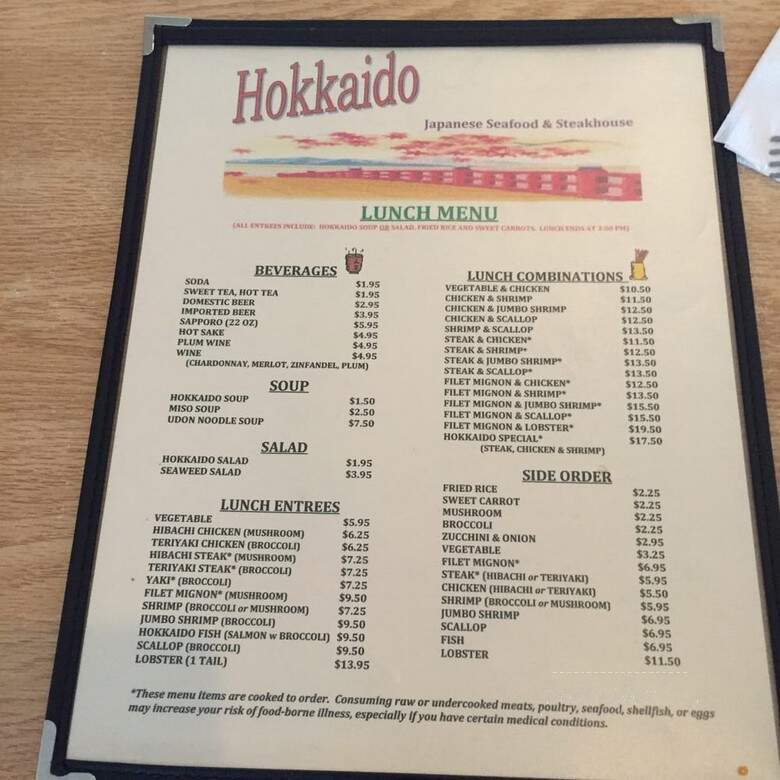 Hokkaido
Japanese Seafood & Steakhouse
LUNCH MENU
(ALL ENTREES INCLUDE: HOKKAIDO SOUP OR SALAD, FRIED RICE AND SWEET CARROTS. LUNCH ENDS AT 3:00 PM)
BEVERAGES
SODA $1.95
SWEET TEA, HOT TEA $1.95
DOMESTIC BEER $2.95
IMPORTED BEER $3.95
SAPPORO (22 OZ) $5.95
HOT SAKE $4.95
PLUM WINE $4.95
WINE $4.95
(CHARDONNAY, MERLOT, ZINFANDEL, PLUM)
SOUP
HOKKAIDO SOUP $1.50
MISO SOUP $2.50
UDON NOODLE SOUP $7.50
SALAD
HOKKAIDO SALAD $1.95
SEAWEED SALAD $3.95
LUNCH ENTREES
VEGETABLE $5.95
HIBACHI CHICKEN (MUSHROOM) $6.25
TERIYAKI CHICKEN (BROCCOLI) $6.25
HIBACHI STEAK* (MUSHROOM) $7.25
TERIYAKI STEAK* (BROCCOLI) $7.25
YAKI* (BROCCOLI) $7.25
FILET MIGNON* (MUSHROOM) $9.50
SHRIMP (BROCCOLI or MUSHROOM) $7.25
JUMBO SHRIMP (BROCCOLI) $9.50
HOKKAIDO FISH (SALMON w BROCCOLI) $9.50
SCALLOP (BROCCOLI) $9.50
LOBSTER (1 TAIL) $13.95
LUNCH COMBINATIONS
VEGETABLE & CHICKEN $10.50
CHICKEN & SHRIMP $11.50
CHICKEN & JUMBO SHRIMP $12.50
CHICKEN & SCALLOP $12.50
SHRIMP & SCALLOP $13.50
STEAK & CHICKEN* $11.50
STEAK & SHRIMP* $12.50
STEAK & JUMBO SHRIMP* $13.50
STEAK & SCALLOP* $13.50
FILET MIGNON & CHICKEN* $12.50
FILET MIGNON & SHRIMP* $13.50
FILET MIGNON & JUMBO SHRIMP* $15.50
FILET MIGNON & SCALLOP* $15.50
FILET MIGNON & LOBSTER* $19.50
HOKKAIDO SPECIAL* $17.50
(STEAK, CHICKEN & SHRIMP)
SIDE ORDER
FRIED RICE $2.25
SWEET CARROT $2.25
MUSHROOM $2.25
BROCCOLI $2.25
ZUCCHINI & ONION $2.95
VEGETABLE $3.25
FILET MIGNON* $6.95
STEAK* (HIBACHI or TERIYAKI) $5.95
CHICKEN (HIBACHI or TERIYAKI) $5.50
SHRIMP (BROCCOLI or MUSHROOM) $5.95
JUMBO SHRIMP $6.95
SCALLOP $6.95
FISH $6.95
LOBSTER $11.50
*These menu items are cooked to order. Consuming raw or undercooked meats, poultry, seafood, shellfish, or eggs
may increase your risk of food-borne illness, especially if you have certain medical conditions.